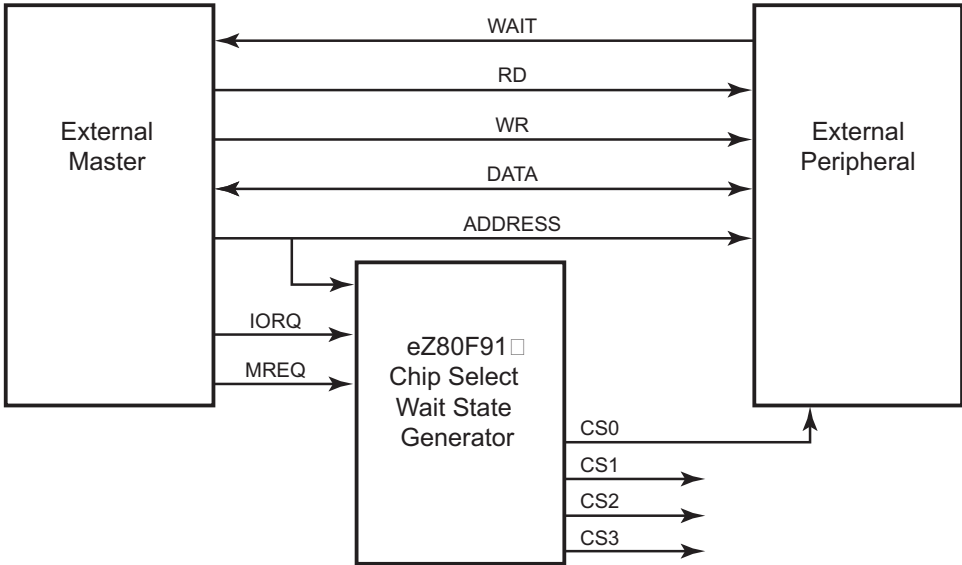 WAIT
RD
WR
DATA
ADDRESS
External
Master
External
Peripheral
IORQ
MREQ
eZ80F91□
Chip Select
Wait State
Generator
CS0
CS1
CS2
CS3